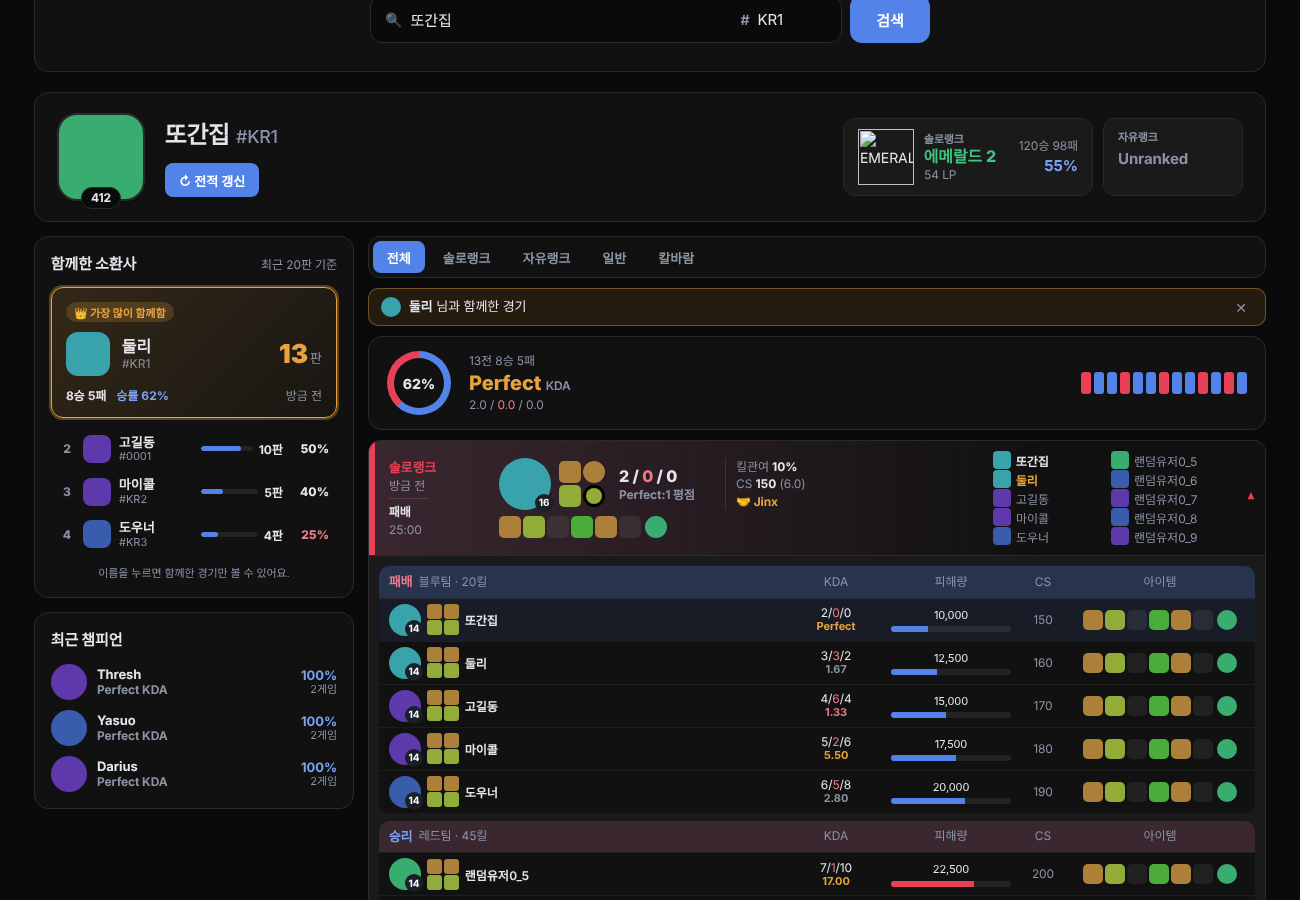 🔍 또간집 # KR1 검색
또간집 #KR1
↻ 전적 갱신
412
EMERAL
솔로랭크
에메랄드 2
54 LP
120승 98패
55%
자유랭크
Unranked
함께한 소환사 최근 20판 기준
👑 가장 많이 함께함
둘리
#KR1
13 판
8승 5패 승률 62% 방금 전
2 고길동 #0001 10판 50%
3 마이콜 #KR2 5판 40%
4 도우너 #KR3 4판 25%
이름을 누르면 함께한 경기만 볼 수 있어요.
최근 챔피언
Thresh 100%
Perfect KDA 2게임
Yasuo 100%
Perfect KDA 2게임
Darius 100%
Perfect KDA 2게임
전체 솔로랭크 자유랭크 일반 칼바람
둘리 님과 함께한 경기 ✕
62%
13전 8승 5패
Perfect KDA
2.0 / 0.0 / 0.0
솔로랭크
방금 전
패배
25:00
16
2 / 0 / 0
Perfect:1 평점
킬관여 10%
CS 150 (6.0)
🤝 Jinx
또간집 랜덤유저0_5
둘리 랜덤유저0_6
고길동 랜덤유저0_7
마이콜 랜덤유저0_8
도우너 랜덤유저0_9
▲
패배 블루팀 · 20킬 KDA 피해량 CS 아이템
14 또간집 2/0/0 Perfect 10,000 150
14 둘리 3/3/2 1.67 12,500 160
14 고길동 4/6/4 1.33 15,000 170
14 마이콜 5/2/6 5.50 17,500 180
14 도우너 6/5/8 2.80 20,000 190
승리 레드팀 · 45킬 KDA 피해량 CS 아이템
14 랜덤유저0_5 7/1/10 17.00 22,500 200